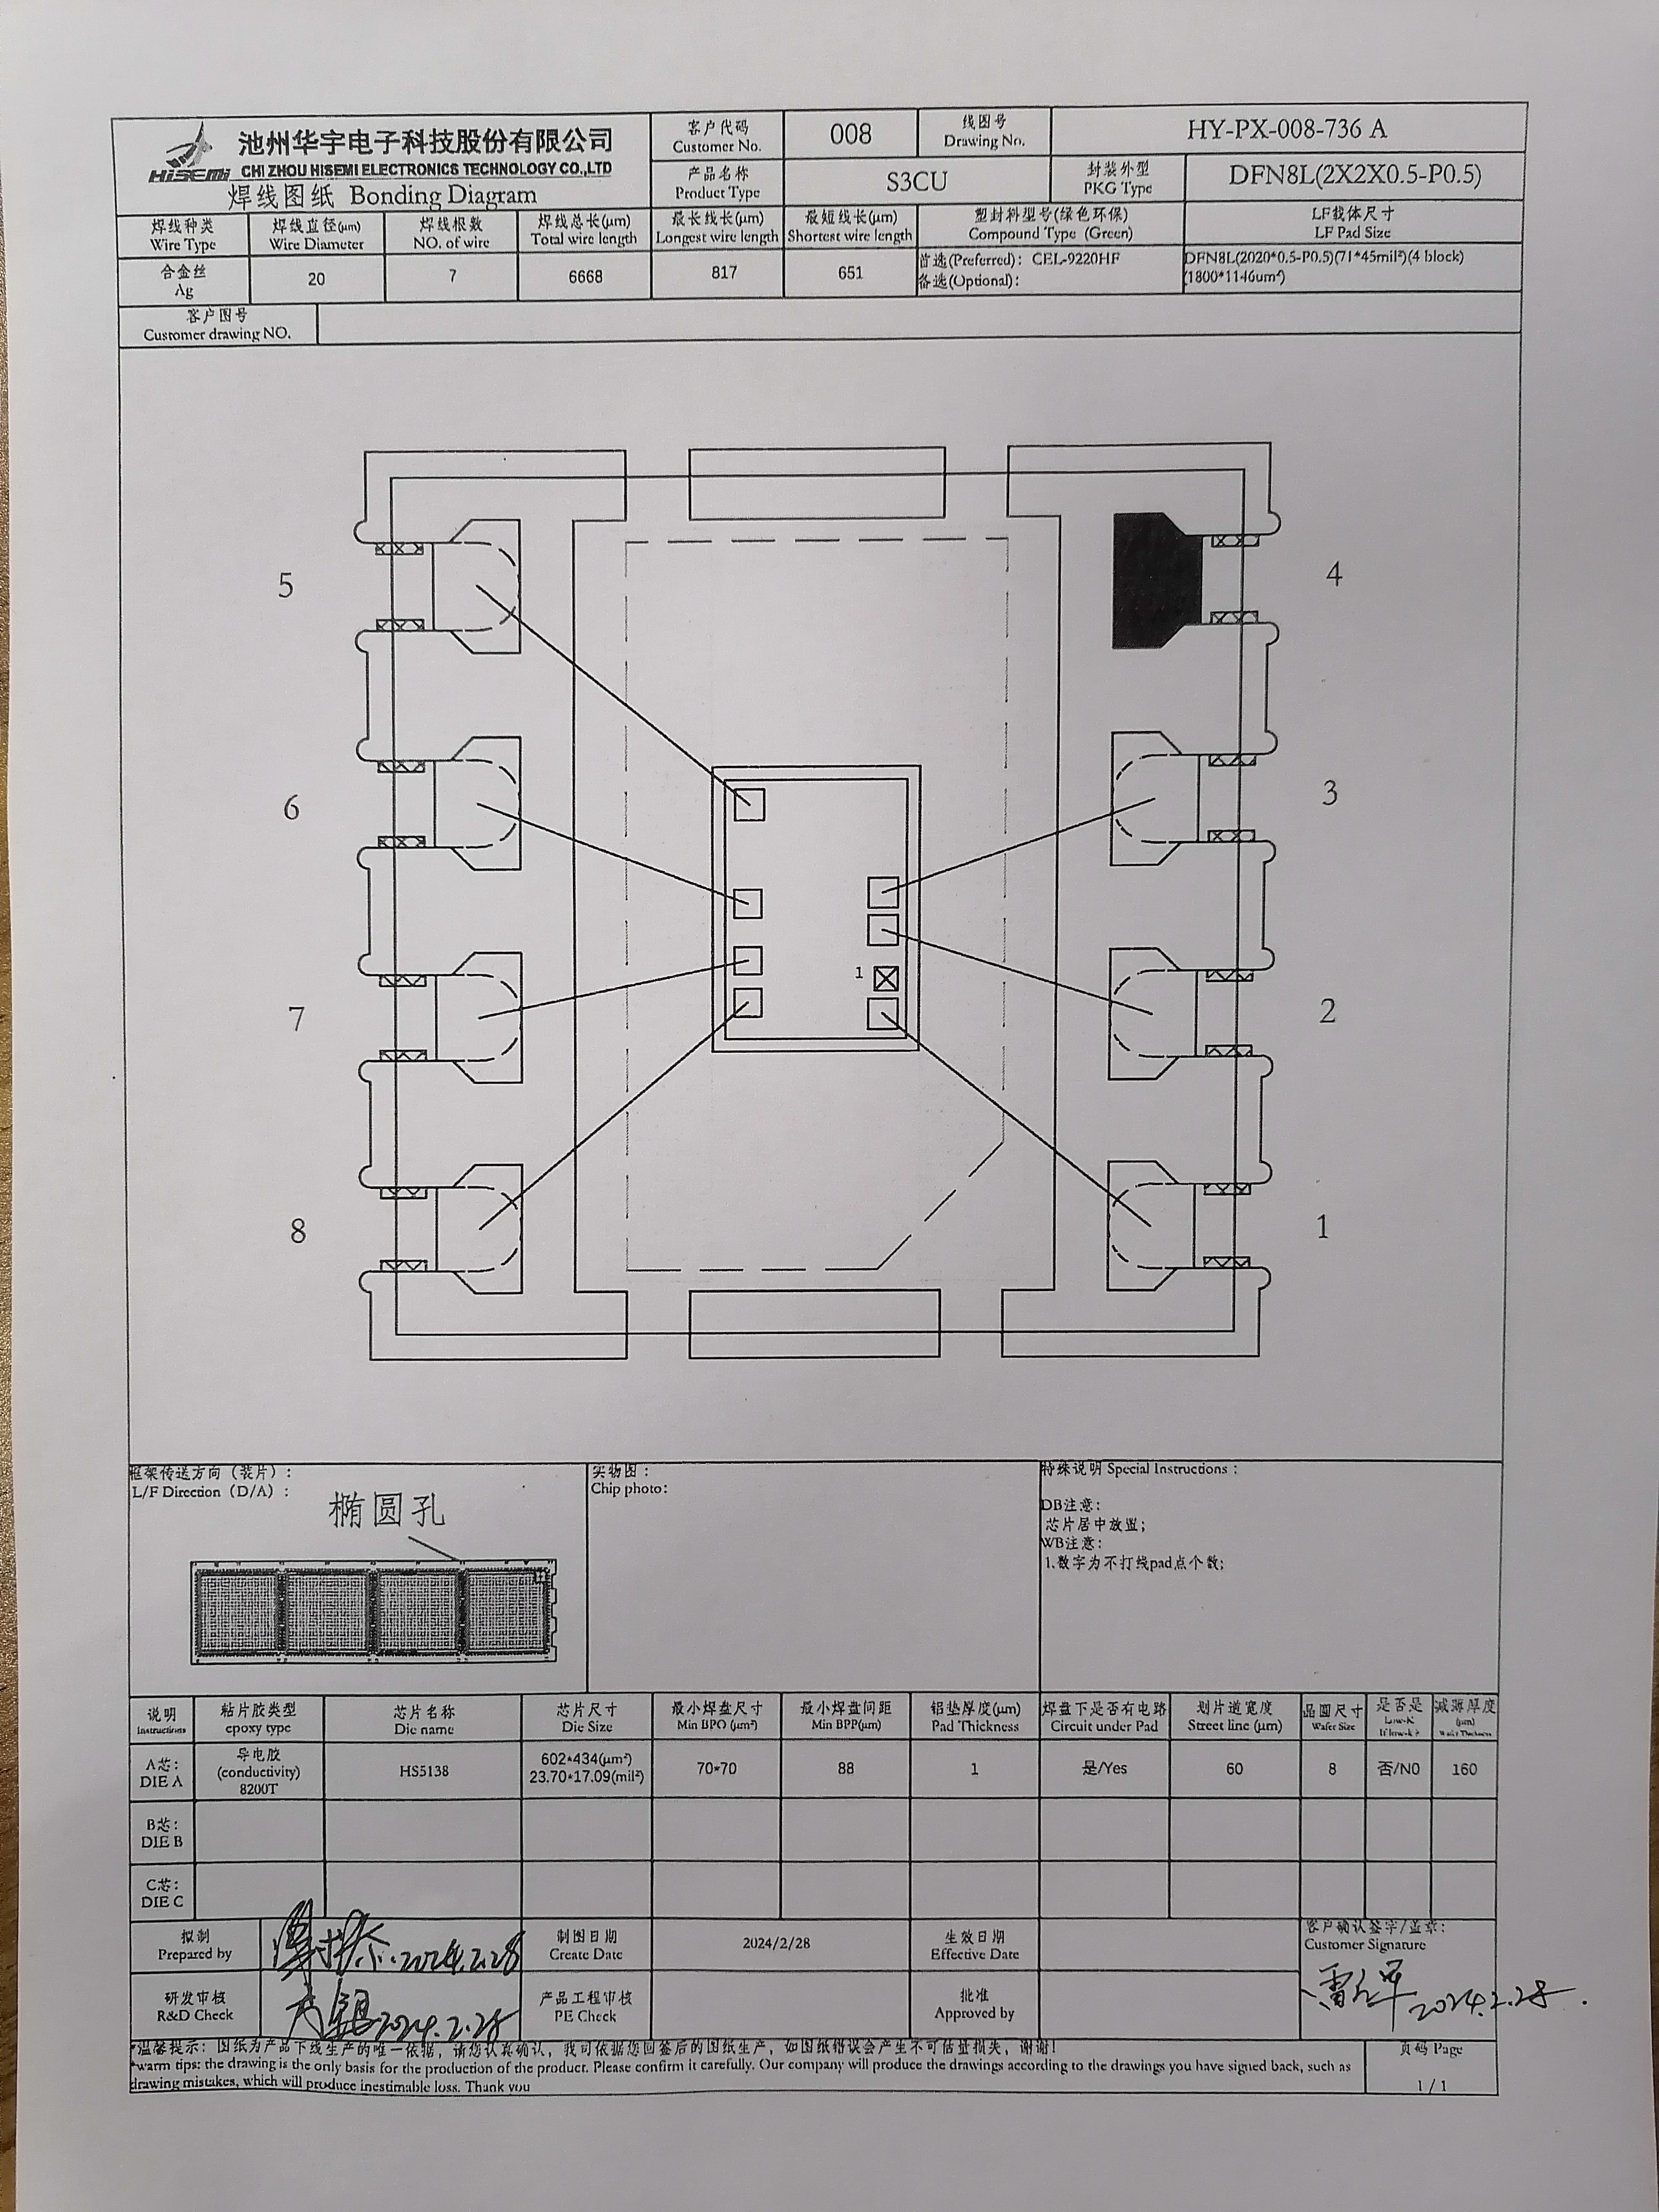 HISEMI
池州华宇电子科技股份有限公司
CHI ZHOU HISEMI ELECTRONICS TECHNOLOGY CO.,LTD
焊线图纸 Bonding Diagram
客户代码
Customer No.
008
线图号
Drawing No.
HY-PX-008-736 A
产品名称
Product Type
S3CU
封装外型
PKG Type
DFN8L(2X2X0.5-P0.5)
焊线种类
Wire Type
焊线直径(μm)
Wire Diameter
焊线根数
NO. of wire
焊线总长(μm)
Total wire length
最长线长(μm)
Longest wire length
最短线长(μm)
Shortest wire length
塑封料型号(绿色环保)
Compound Type (Green)
LF载体尺寸
LF Pad Size
合金丝
Ag
20
7
6668
817
651
首选(Preferred): CEL-9220HF
备选(Optional):
DFN8L(2020*0.5-P0.5)(71*45mil²)(4 block)
(1800*1146um²)
客户图号
Customer drawing NO.
5
4
6
3
7
1
2
8
1
框架传送方向（装片）:
L/F Direction（D/A）:
椭圆孔
实物图:
Chip photo:
特殊说明 Special Instructions :
DB注意:
芯片居中放置;
WB注意:
1.数字为不打线pad点个数;
说明
Instructions
粘片胶类型
epoxy type
芯片名称
Die name
芯片尺寸
Die Size
最小焊盘尺寸
Min BPO (μm²)
最小焊盘间距
Min BPP(μm)
铝垫厚度(μm)
Pad Thickness
焊盘下是否有电路
Circuit under Pad
划片道宽度
Street line (μm)
晶圆尺寸
Wafer Size
是否是
Low-K
If low-k?
减薄厚度
(μm)
A芯:
DIE A
导电胶
(conductivity)
8200T
HS5138
602*434(μm²)
23.70*17.09(mil²)
70*70
88
1
是/Yes
60
8
否/NO
160
B芯:
DIE B
C芯:
DIE C
拟制
Prepared by
2024.2.28
制图日期
Create Date
2024/2/28
生效日期
Effective Date
客户确认签字/盖章:
Customer Signature
2024.2.28.
研发审核
R&D Check
2024.2.28
产品工程审核
PE Check
批准
Approved by
*温馨提示: 图纸为产品下线生产的唯一依据, 请您认真确认, 我司依据您回签后的图纸生产, 如图纸错误会产生不可估量损失, 谢谢!
*warm tips: the drawing is the only basis for the production of the product. Please confirm it carefully. Our company will produce the drawings according to the drawings you have signed back, such as
drawing mistakes, which will produce inestimable loss. Thank you
页码 Page
1 / 1